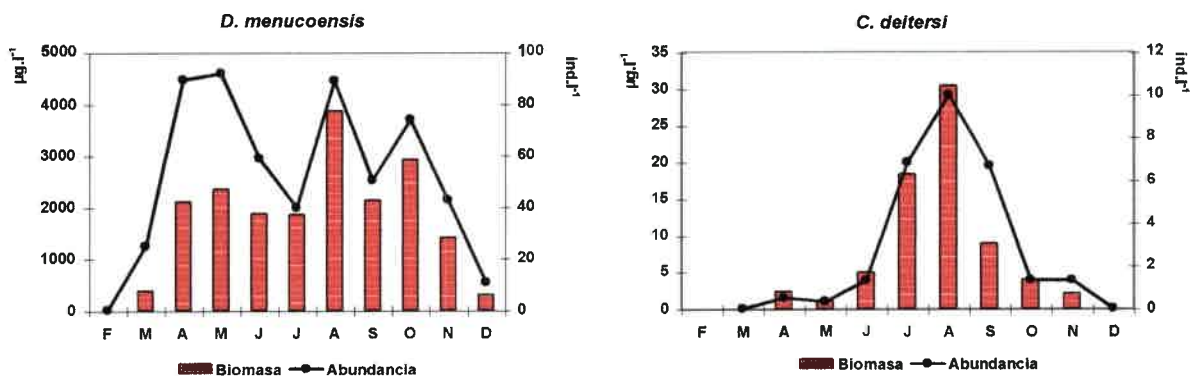 D. menucoensis
µg.l⁻¹
5000
4000
3000
2000
1000
0
100
80
60
40
20
0
ind.l⁻¹
F M A M J J A S O N D
Biomasa Abundancia
C. deitersi
µg.l⁻¹
35
30
25
20
15
10
5
0
12
10
8
6
4
2
0
ind.l⁻¹
F M A M J J A S O N D
Biomasa Abundancia